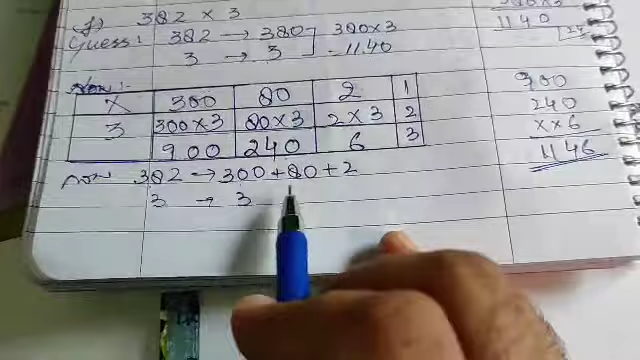 f) 382 × 3
Guess: 382 → 380 380×3
3 → 3 -1140
× 300 80 2 1
3 300×3 80×3 2×3 2
900 240 6 3
Ans 382 → 300+80+2
3 → 3
1140
900
240
××6
1146